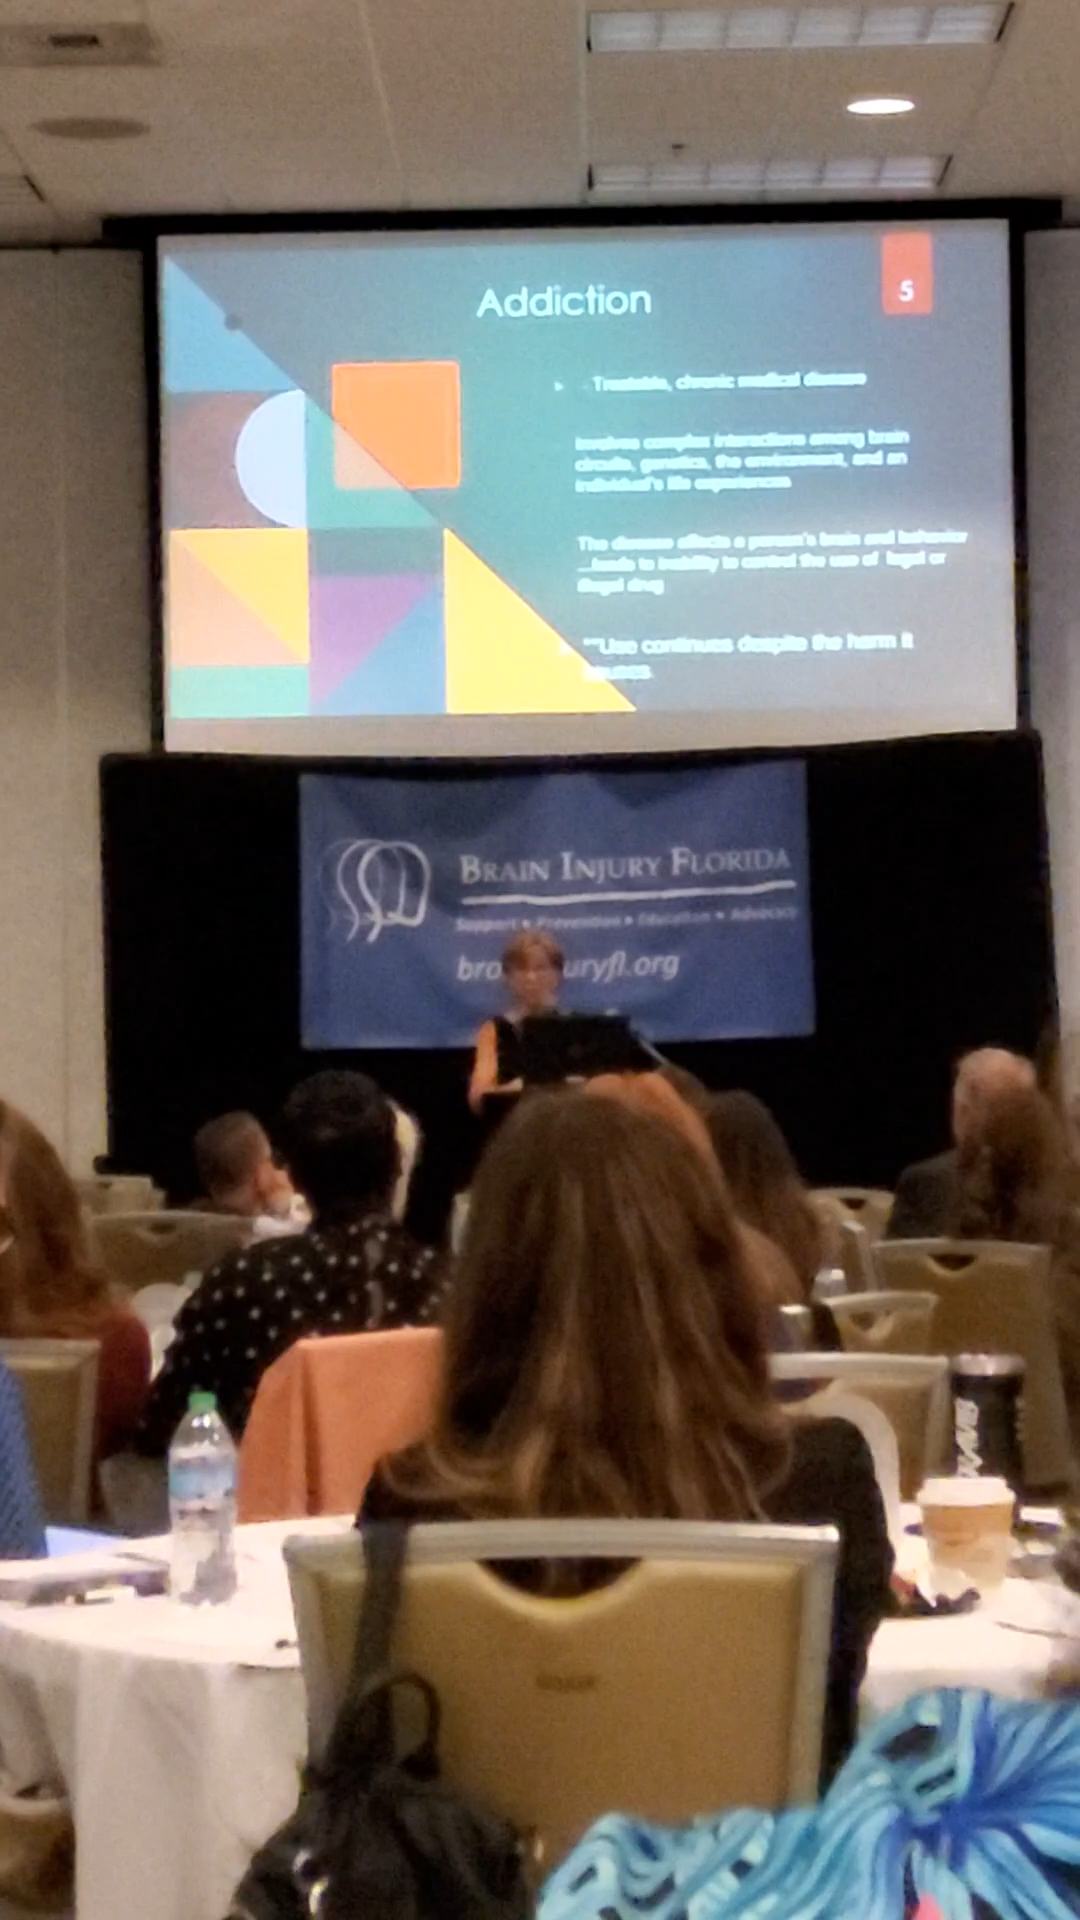 Addiction
5
Treatable, chronic medical disease
Involves complex interactions among brain
circuits, genetics, the environment, and an
individual's life experiences
The disease affects a person's brain and behavior
...leads to inability to control the use of legal or
illegal drug
Use continues despite the harm it
BRAIN INJURY FLORIDA
Support • Prevention • Education • Advocacy
uryfl.org